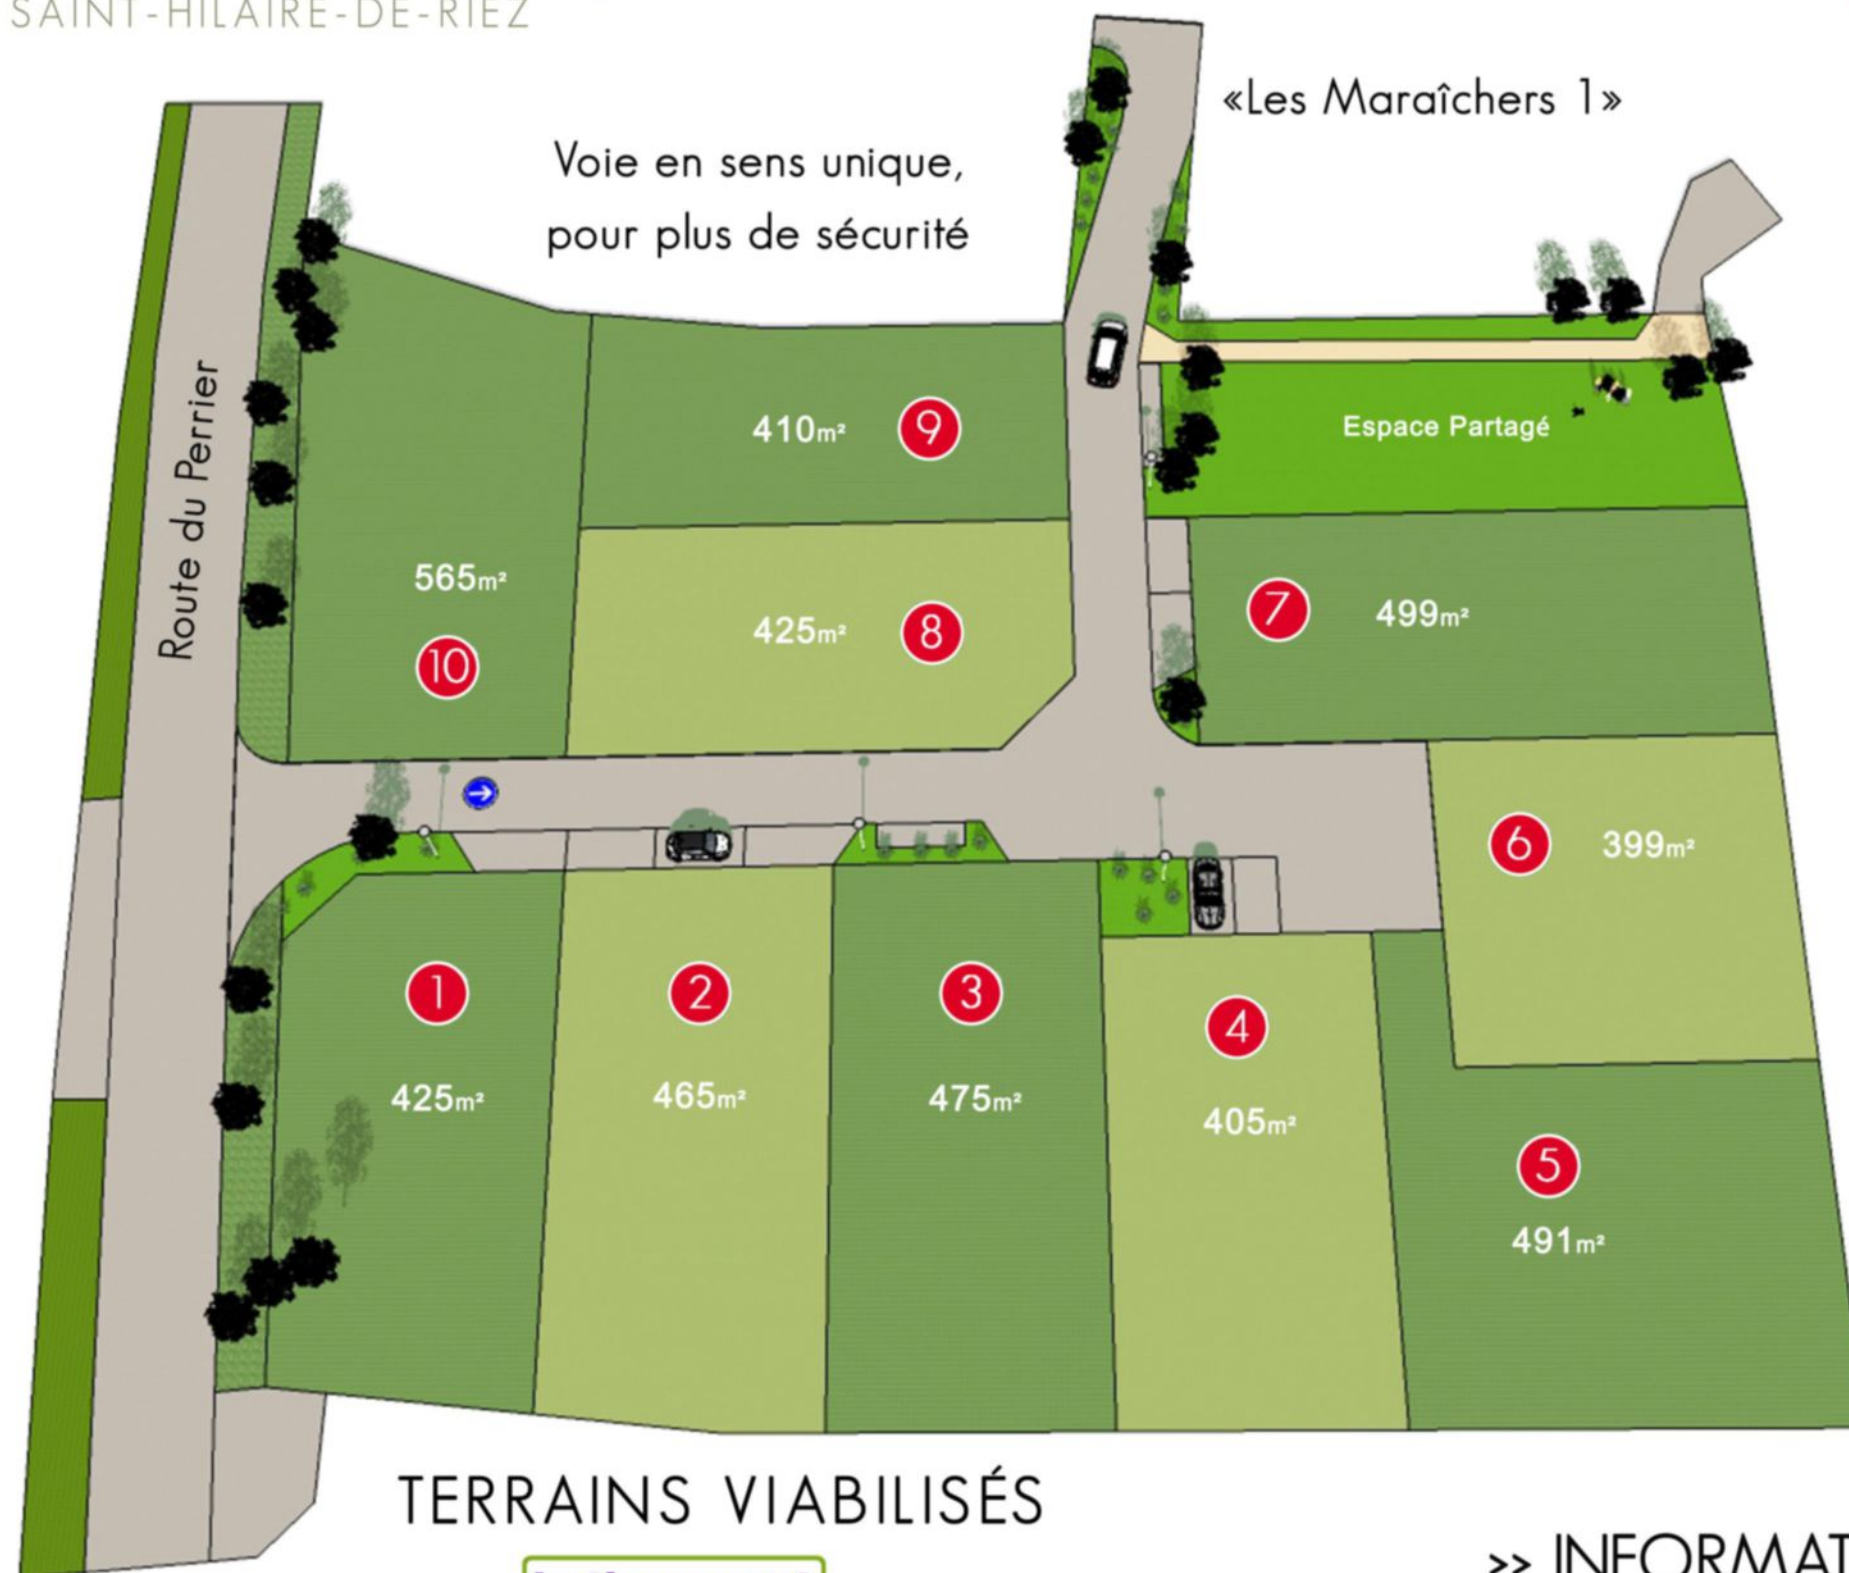 SAINT-HILAIRE-DE-RIEZ
«Les Maraîchers 1»
Voie en sens unique,
pour plus de sécurité
Route du Perrier
410m² 9
Espace Partagé
565m²
10
425m² 8
7 499m²
6 399m²
1
425m²
2
465m²
3
475m²
4
405m²
5
491m²
TERRAINS VIABILISÉS
>> INFORMAT